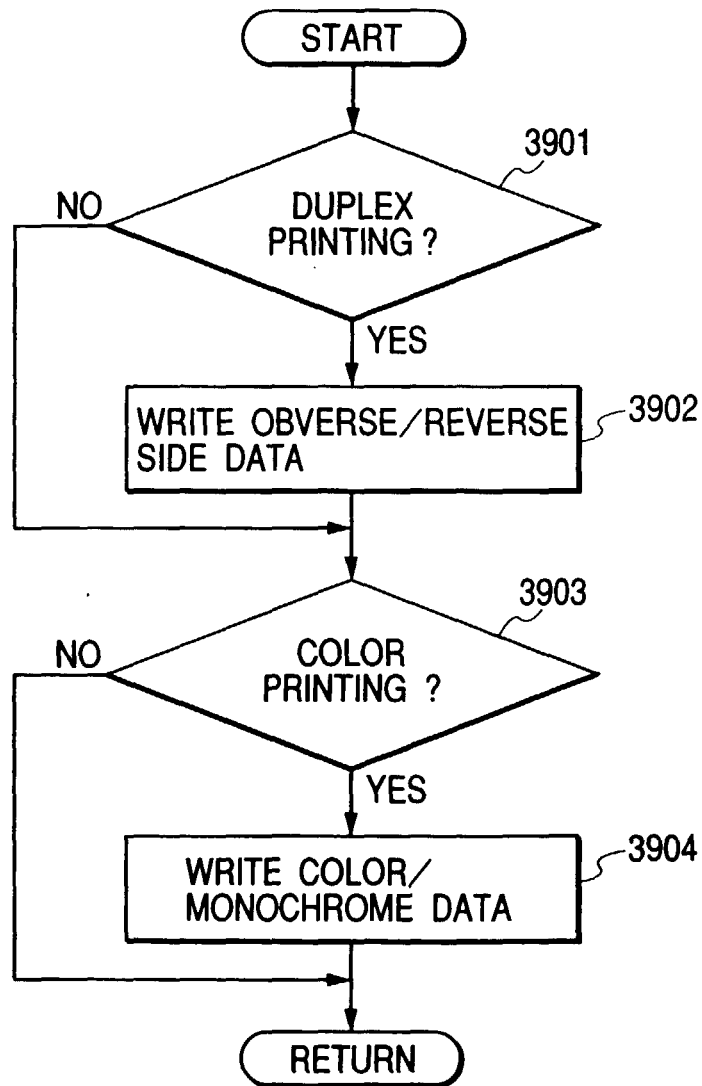 START
3901
NO
DUPLEX
PRINTING ?
YES
WRITE OBVERSE/REVERSE
SIDE DATA
3902
3903
NO
COLOR
PRINTING ?
YES
WRITE COLOR/
MONOCHROME DATA
3904
RETURN